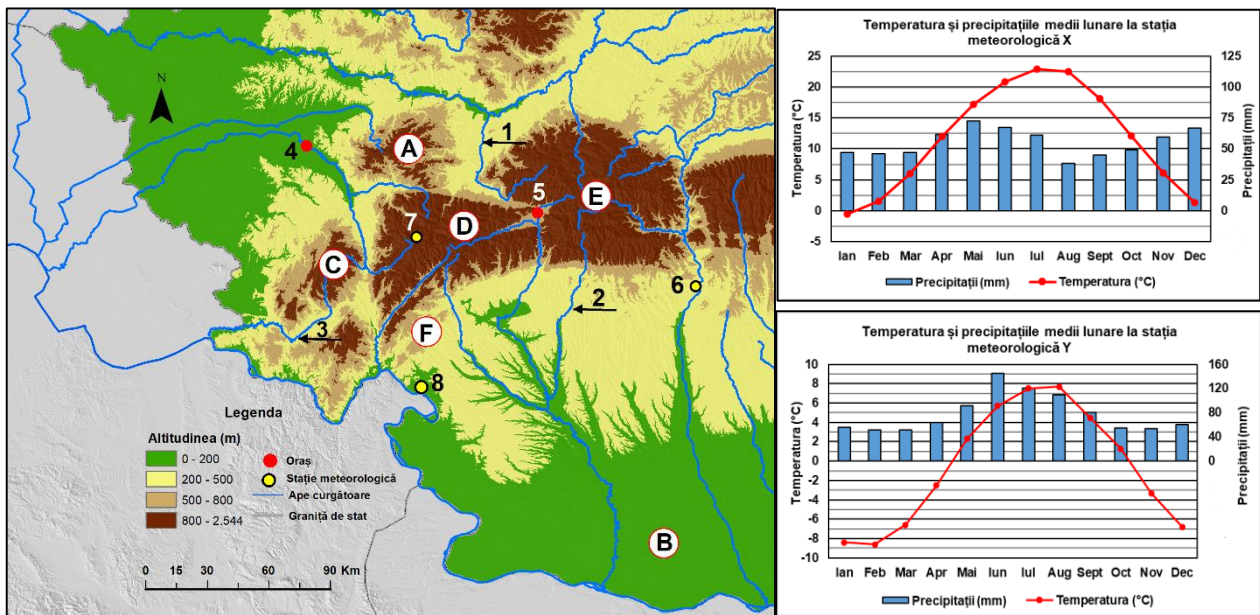 N
A
1
4
E
5
7
D
C
6
3
2
F
8
B
Legenda
Altitudinea (m)
0 - 200
200 - 500
500 - 800
800 - 2.544
Oraș
Stație meteorologică
Ape curgătoare
Graniță de stat
0 15 30 60 90 Km
Temperatura și precipitațiile medii lunare la stația
meteorologică X
Temperatura (°C)
25
20
15
10
5
0
-5
Precipitații (mm)
125
100
75
50
25
0
Ian Feb Mar Apr Mai Iun Iul Aug Sept Oct Nov Dec
Precipitații (mm) Temperatura (°C)
Temperatura și precipitațiile medii lunare la stația
meteorologică Y
Temperatura (°C)
10
8
6
4
2
0
-2
-4
-6
-8
-10
Precipitații (mm)
160
120
80
40
0
Ian Feb Mar Apr Mai Iun Iul Aug Sept Oct Nov Dec
Precipitații (mm) Temperatura (°C)